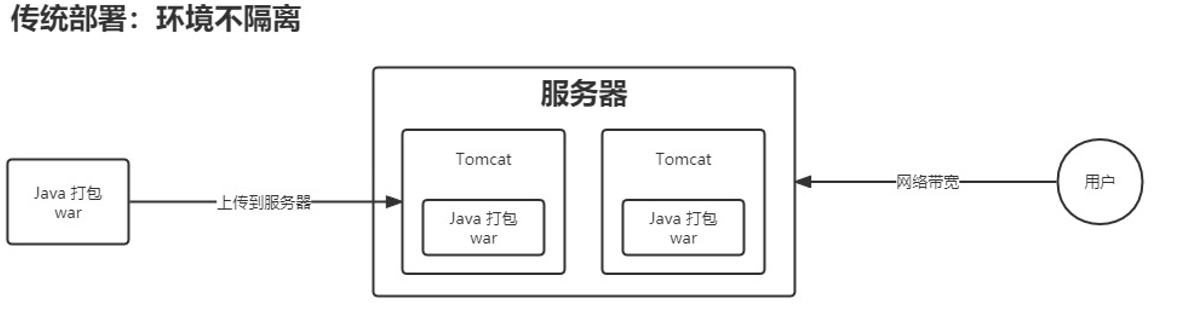 传统部署：环境不隔离
服务器
Tomcat
Tomcat
Java 打包
war
上传到服务器
Java 打包
war
Java 打包
war
网络带宽
用户